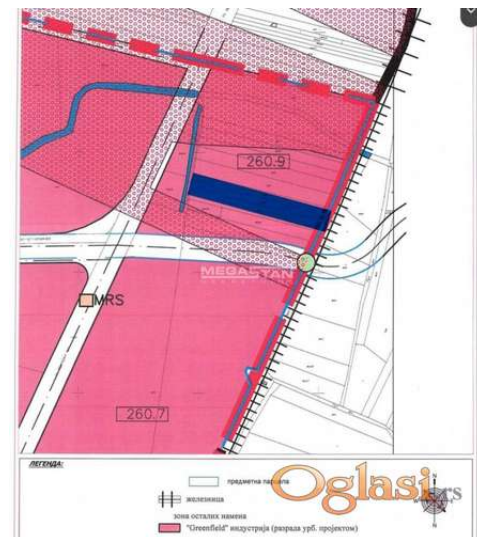 260.9
MEGASTAN
MRS
260.7
ЛЕГЕНДА:
предметна парцела
железница
зона осталих намена
"Greenfield" индустрија (разрада урб. пројектом)
Oglasi.rs